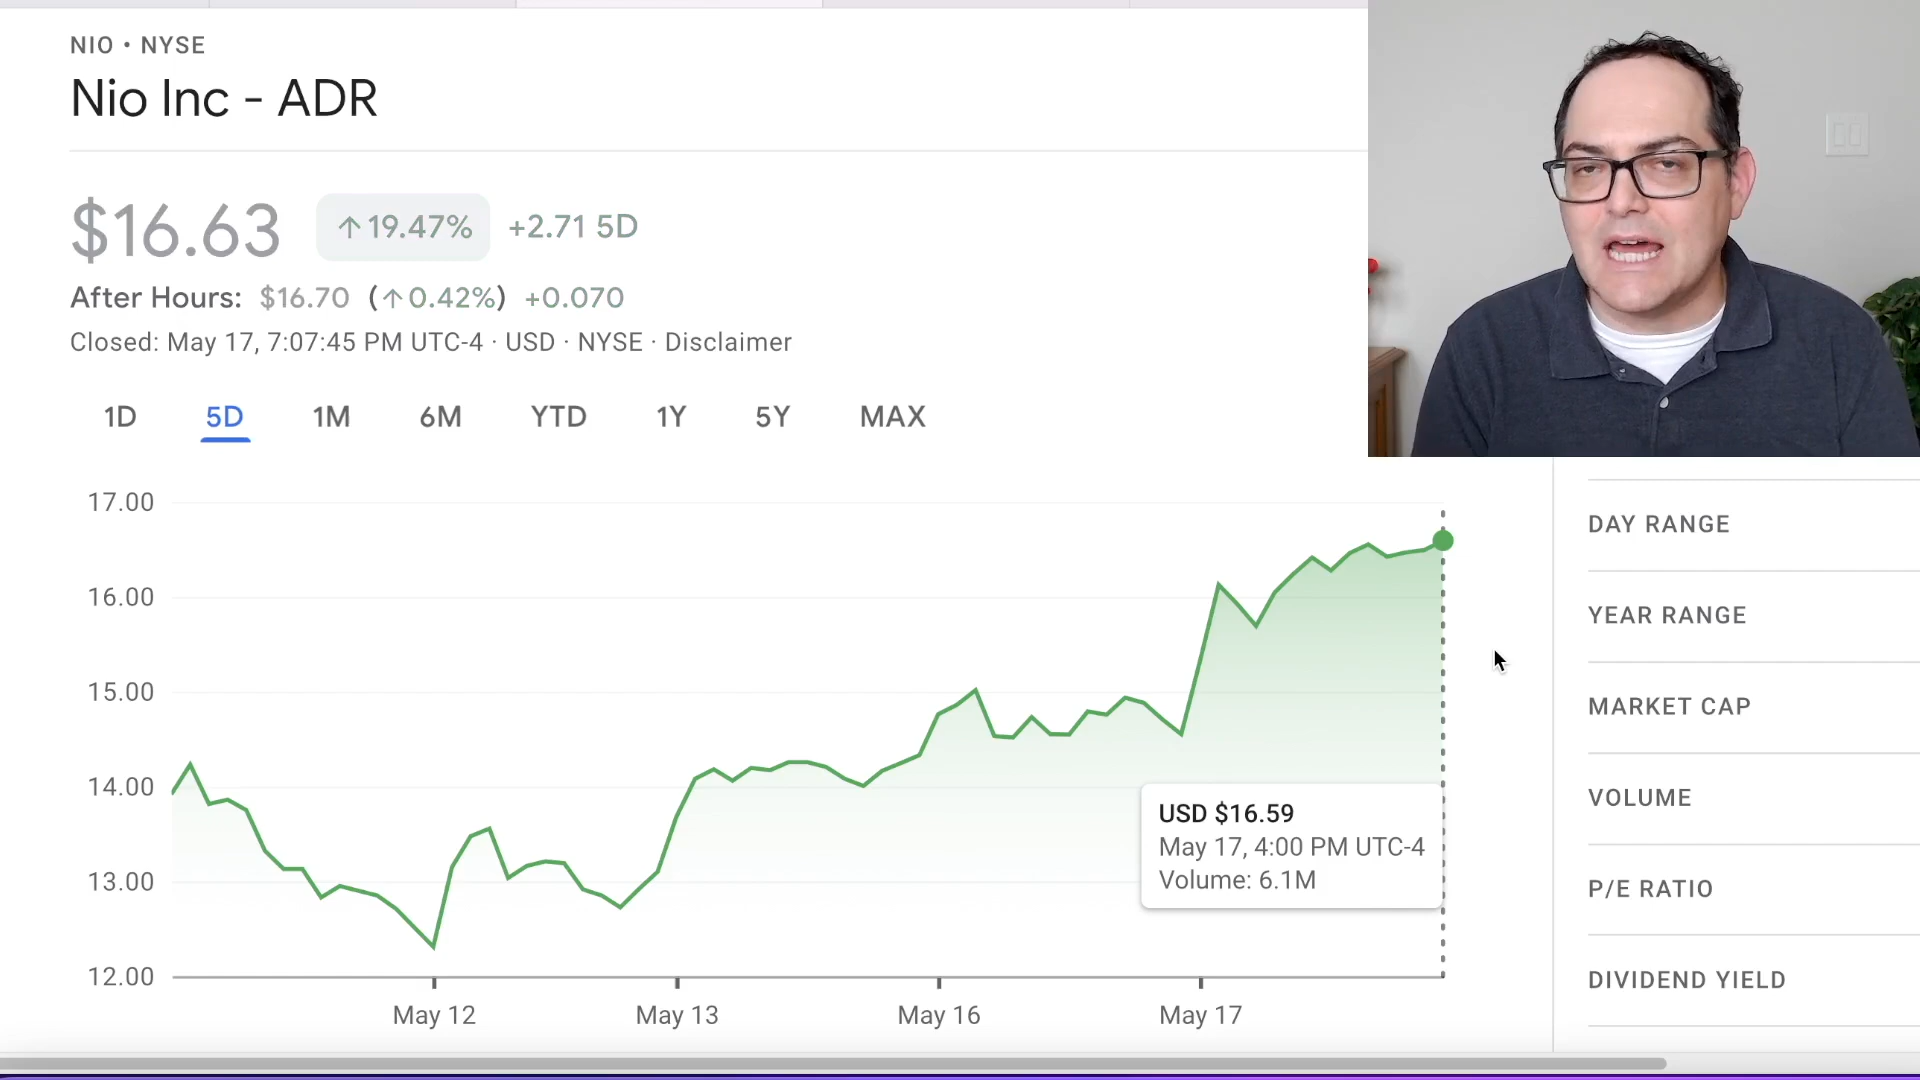 NIO • NYSE
Nio Inc - ADR
$16.63 ↑19.47% +2.71 5D
After Hours: $16.70 (↑0.42%) +0.070
Closed: May 17, 7:07:45 PM UTC-4 · USD · NYSE · Disclaimer
1D 5D 1M 6M YTD 1Y 5Y MAX
17.00
16.00
15.00
14.00
13.00
12.00
USD $16.59
May 17, 4:00 PM UTC-4
Volume: 6.1M
May 12 May 13 May 16 May 17
DAY RANGE
YEAR RANGE
MARKET CAP
VOLUME
P/E RATIO
DIVIDEND YIELD